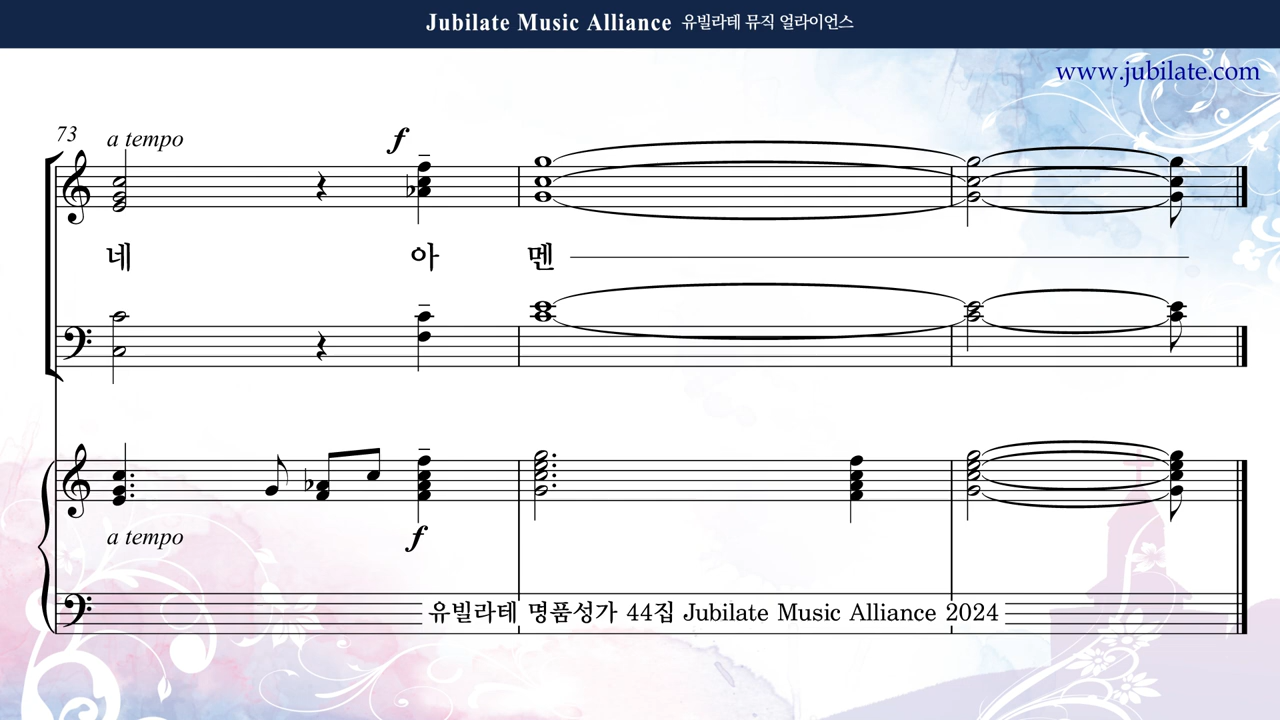 Jubilate Music Alliance 유빌라테 뮤직 얼라이언스
www.jubilate.com
73 a tempo f
네 아 멘
a tempo f
유빌라테 명품성가 44집 Jubilate Music Alliance 2024